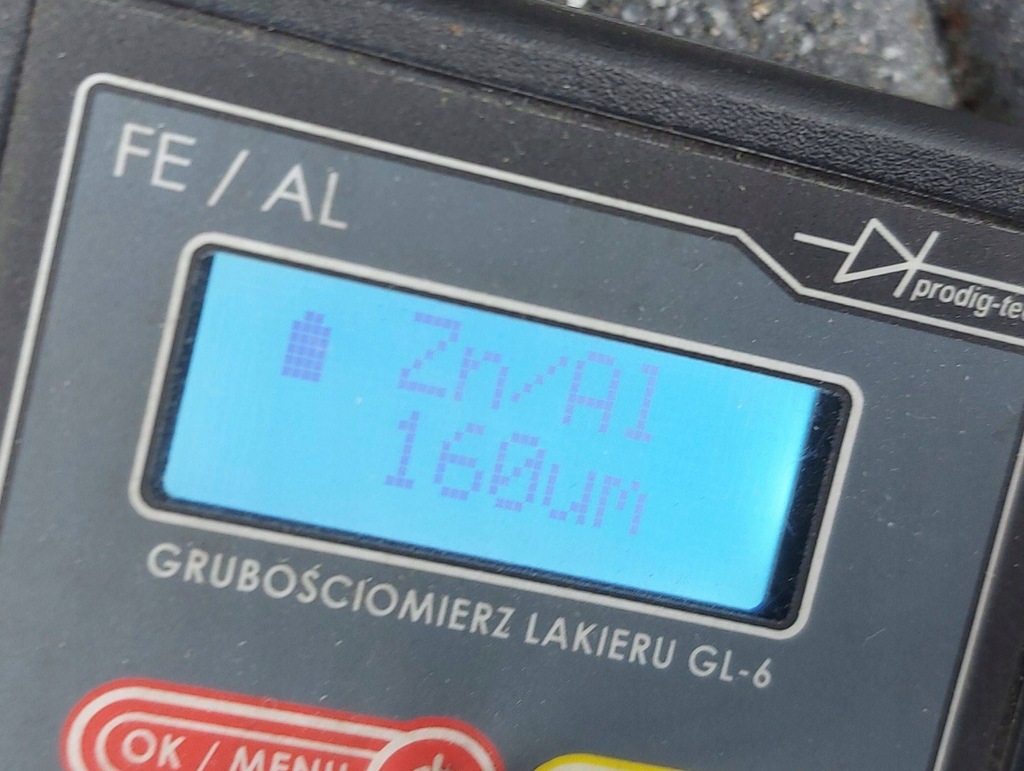 FE / AL
prodig-te
Zn/Al
160um
GRUBOŚCIOMIERZ LAKIERU GL-6
OK / MENU